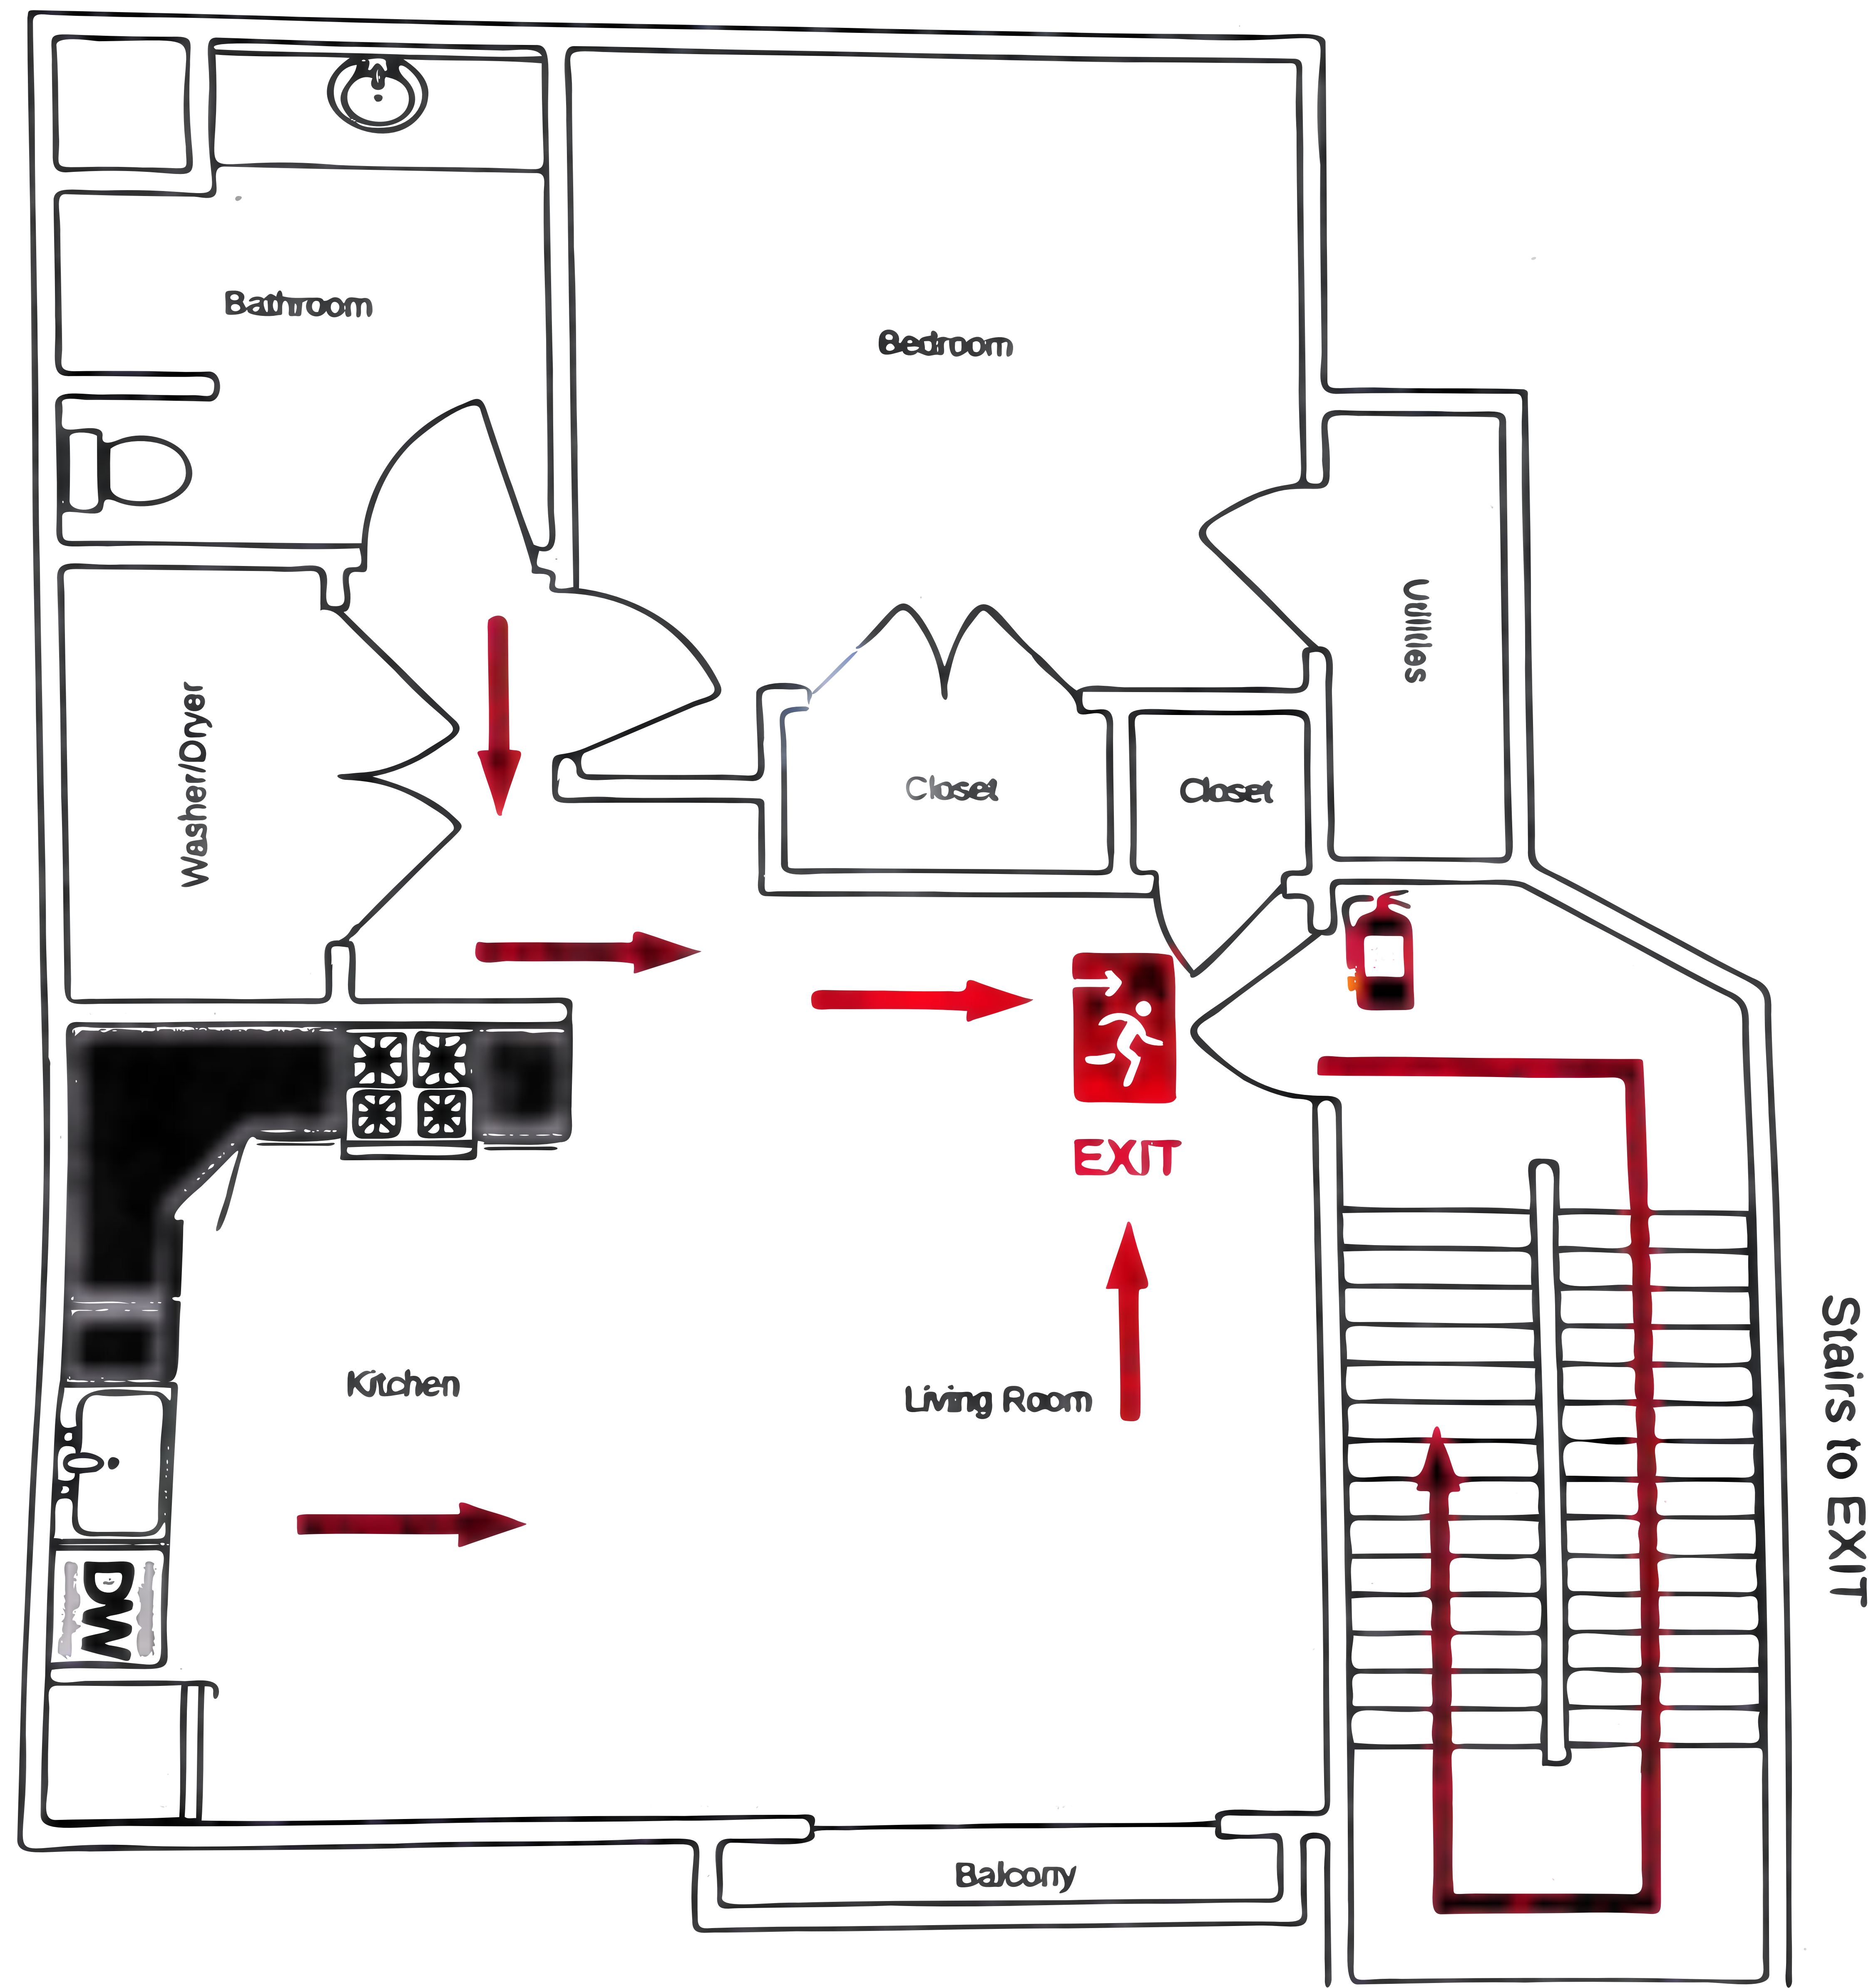 Bathroom
Bedroom
Utilities
Washer/Dryer
Closet
Closet
EXIT
Kitchen
Living Room
Stairs to EXIT
DW
Balcony